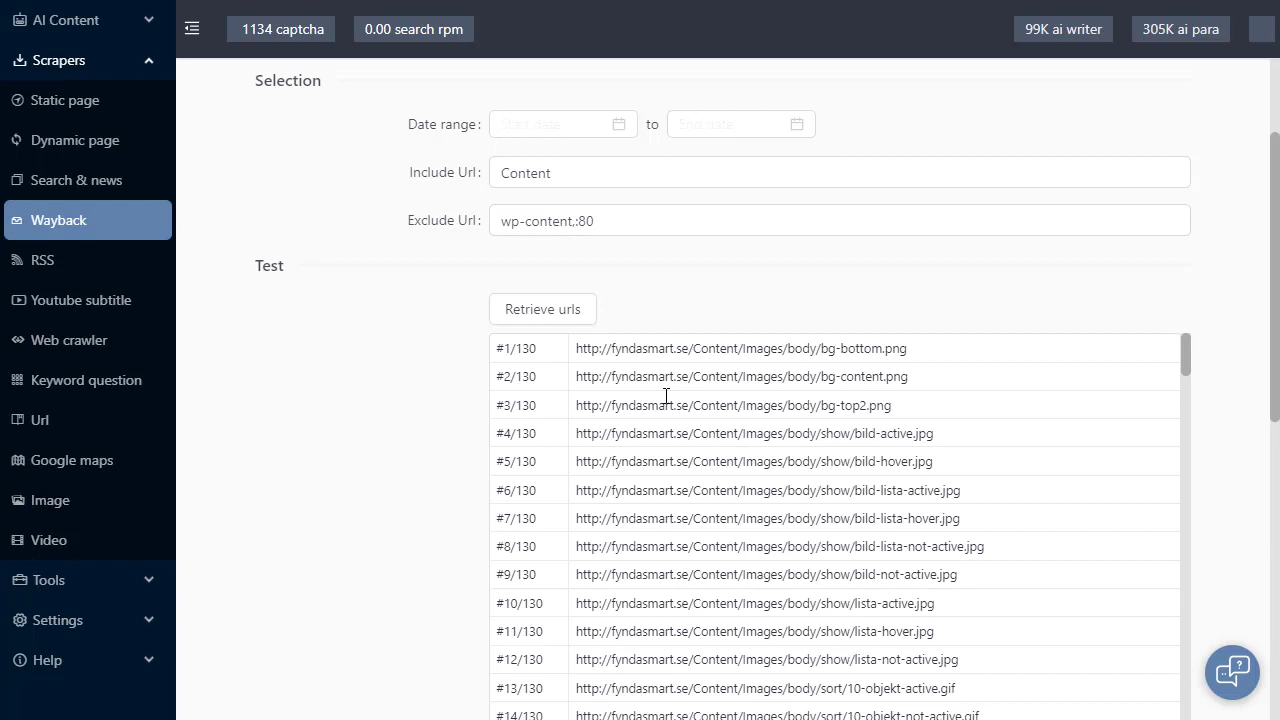 AI Content
1134 captcha
0.00 search rpm
99K ai writer
305K ai para
Scrapers
Static page
Dynamic page
Search & news
Wayback
RSS
Youtube subtitle
Web crawler
Keyword question
Url
Google maps
Image
Video
Tools
Settings
Help
Selection
Date range:
Start date
to
End date
Include Url:
Content
Exclude Url:
wp-content,:80
Test
Retrieve urls
#1/130 http://fyndasmart.se/Content/Images/body/bg-bottom.png
#2/130 http://fyndasmart.se/Content/Images/body/bg-content.png
#3/130 http://fyndasmart.se/Content/Images/body/bg-top2.png
#4/130 http://fyndasmart.se/Content/Images/body/show/bild-active.jpg
#5/130 http://fyndasmart.se/Content/Images/body/show/bild-hover.jpg
#6/130 http://fyndasmart.se/Content/Images/body/show/bild-lista-active.jpg
#7/130 http://fyndasmart.se/Content/Images/body/show/bild-lista-hover.jpg
#8/130 http://fyndasmart.se/Content/Images/body/show/bild-lista-not-active.jpg
#9/130 http://fyndasmart.se/Content/Images/body/show/bild-not-active.jpg
#10/130 http://fyndasmart.se/Content/Images/body/show/lista-active.jpg
#11/130 http://fyndasmart.se/Content/Images/body/show/lista-hover.jpg
#12/130 http://fyndasmart.se/Content/Images/body/show/lista-not-active.jpg
#13/130 http://fyndasmart.se/Content/Images/body/sort/10-objekt-active.gif
#14/130 http://fyndasmart.se/Content/Images/body/sort/10-objekt-not-active.gif